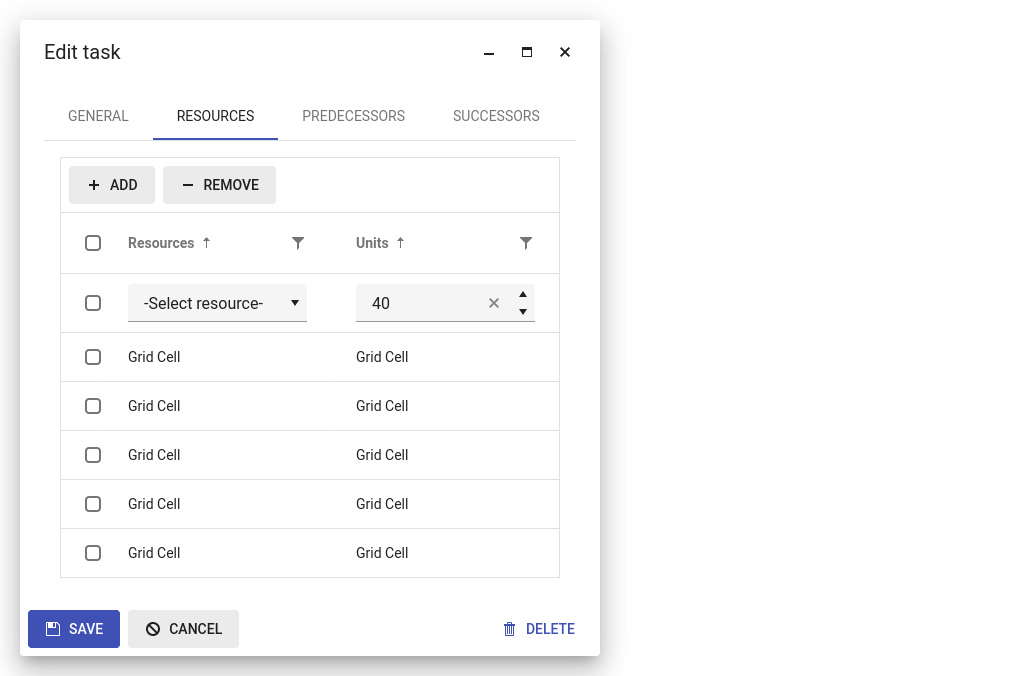 Edit task
GENERAL RESOURCES PREDECESSORS SUCCESSORS
ADD REMOVE
Resources Units
-Select resource- 40
Grid Cell Grid Cell
Grid Cell Grid Cell
Grid Cell Grid Cell
Grid Cell Grid Cell
Grid Cell Grid Cell
SAVE CANCEL DELETE